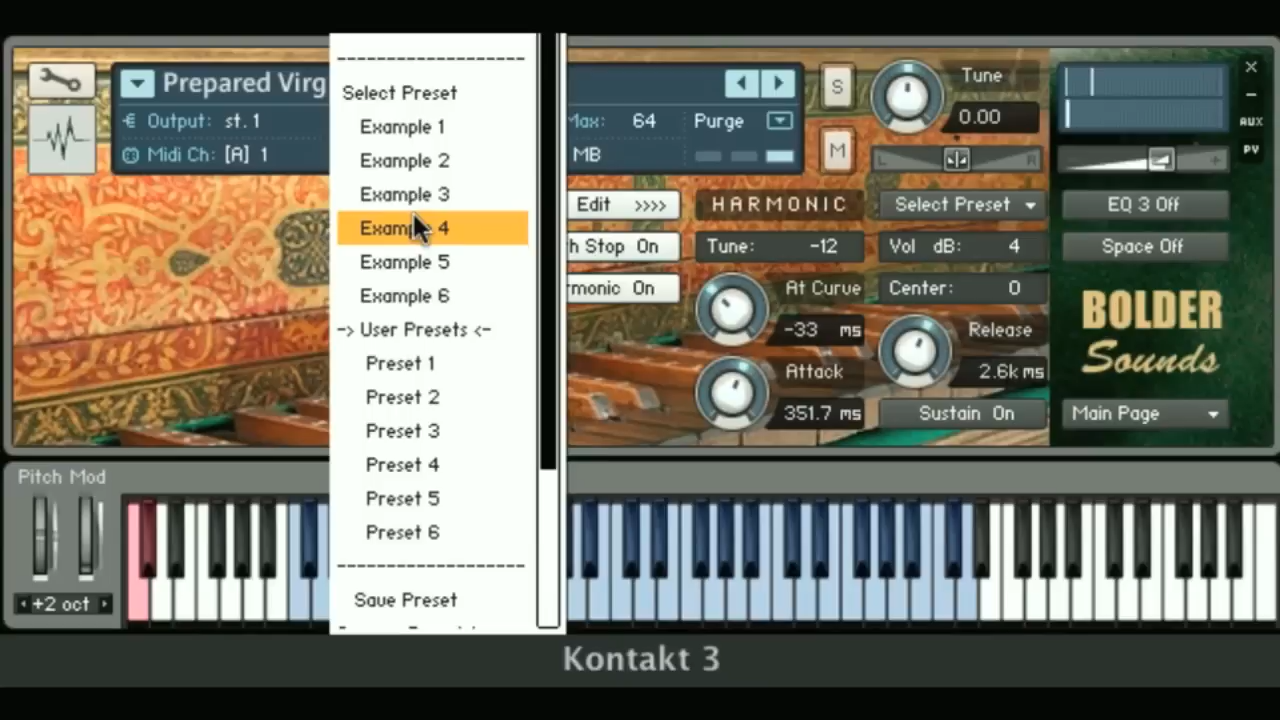 Prepared Virg
Output: st.1
Midi Ch: [A] 1
------------------
Select Preset
Example 1
Example 2
Example 3
Example 4
Example 5
Example 6
-> User Presets <-
Preset 1
Preset 2
Preset 3
Preset 4
Preset 5
Preset 6
------------------
Save Preset
Max: 64 Purge
MB
S
M
Tune
0.00
L R
AUX
PV
Edit >>>>
HARMONIC
Select Preset
EQ 3 Off
h Stop On
Tune: -12
Vol dB: 4
Space Off
rmonic On
At Curve
-33 ms
Center: 0
Release
2.6k ms
Attack
351.7 ms
Sustain On
BOLDER
Sounds
Main Page
Pitch Mod
+2 oct
Kontakt 3